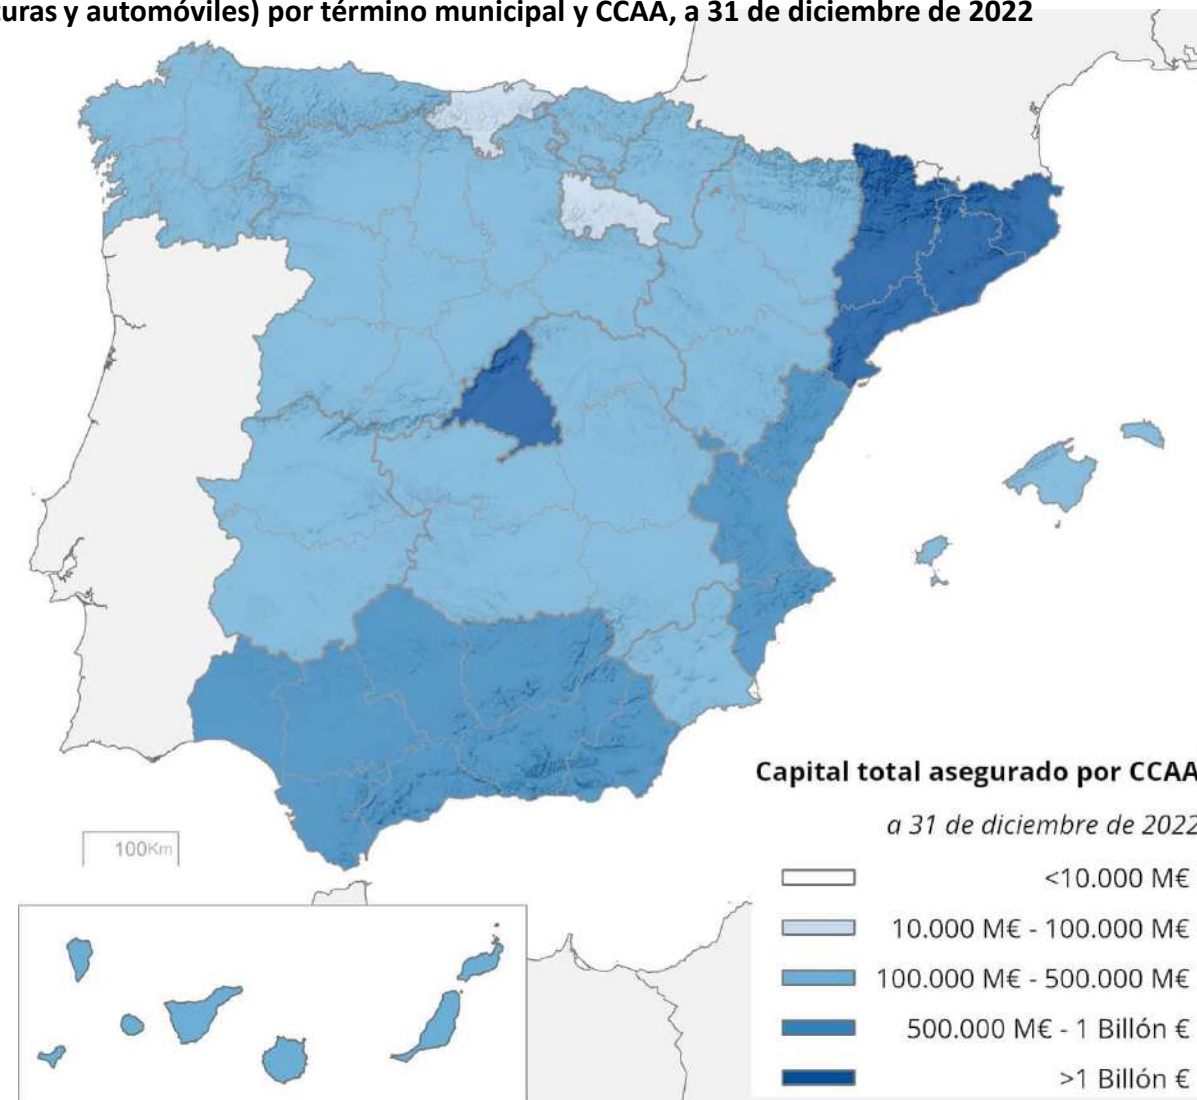 turas y automóviles) por término municipal y CCAA, a 31 de diciembre de 2022
Capital total asegurado por CCAA
a 31 de diciembre de 2022
100Km
<10.000 M€
10.000 M€ - 100.000 M€
100.000 M€ - 500.000 M€
500.000 M€ - 1 Billón €
>1 Billón €